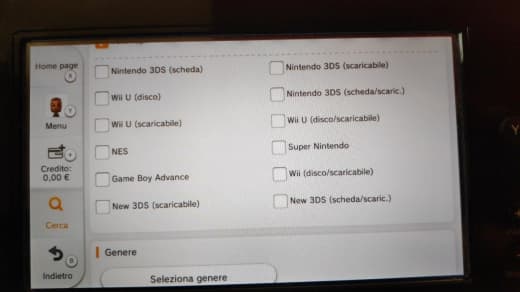 Home page
X
Y
Menu
+
Credito:
0,00 €
Cerca
B
Indietro
Nintendo 3DS (scheda)
Nintendo 3DS (scaricabile)
Wii U (disco)
Nintendo 3DS (scheda/scaric.)
Wii U (scaricabile)
Wii U (disco/scaricabile)
NES
Super Nintendo
Game Boy Advance
Wii (disco/scaricabile)
New 3DS (scaricabile)
New 3DS (scheda/scaric.)
Genere
Seleziona genere
Y